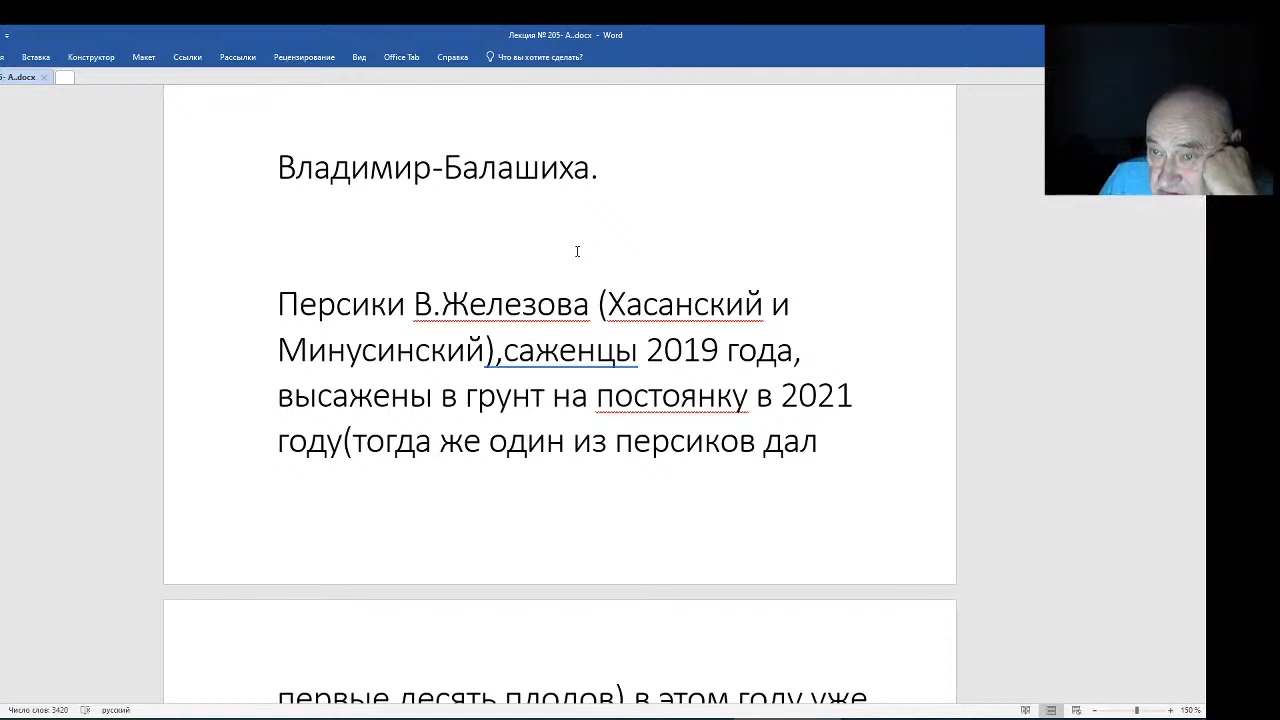 Лекция № 205- А..docx - Word
я Вставка Конструктор Макет Ссылки Рассылки Рецензирование Вид Office Tab Справка Что вы хотите сделать?
5- А..docx
Владимир-Балашиха.
Персики В.Железова (Хасанский и
Минусинский),саженцы 2019 года,
высажены в грунт на постоянку в 2021
году(тогда же один из персиков дал
первые десять плодов) в этом году уже
Число слов: 3420 русский 150 %